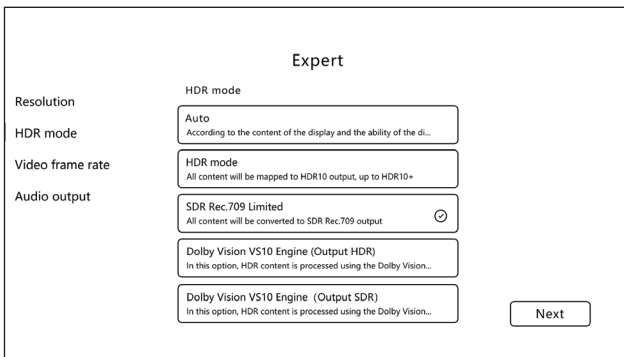 Expert
Resolution
HDR mode
Video frame rate
Audio output
HDR mode
Auto
According to the content of the display and the ability of the di...
HDR mode
All content will be mapped to HDR10 output, up to HDR10+
SDR Rec.709 Limited
All content will be converted to SDR Rec.709 output
Dolby Vision VS10 Engine (Output HDR)
In this option, HDR content is processed using the Dolby Vision...
Dolby Vision VS10 Engine (Output SDR)
In this option, HDR content is processed using the Dolby Vision...
Next